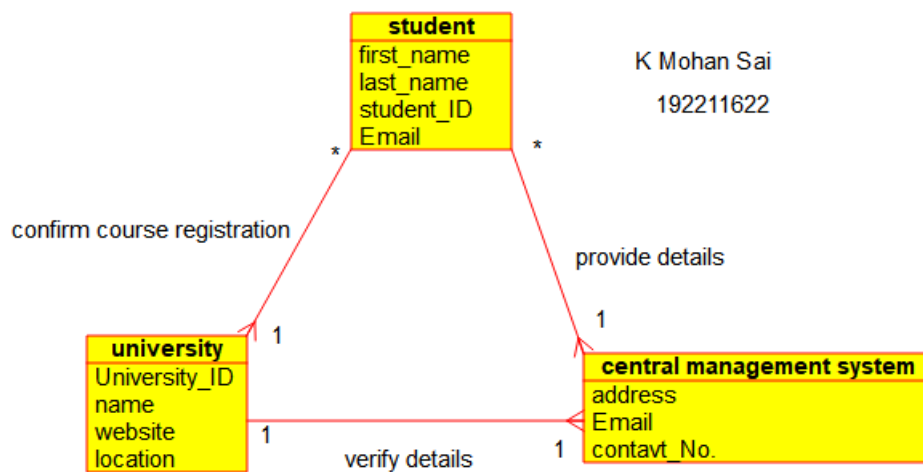 student
first_name
last_name
student_ID
Email
K Mohan Sai
192211622
*
*
confirm course registration
provide details
1
1
university
University_ID
name
website
location
central management system
address
Email
contavt_No.
1
1
verify details